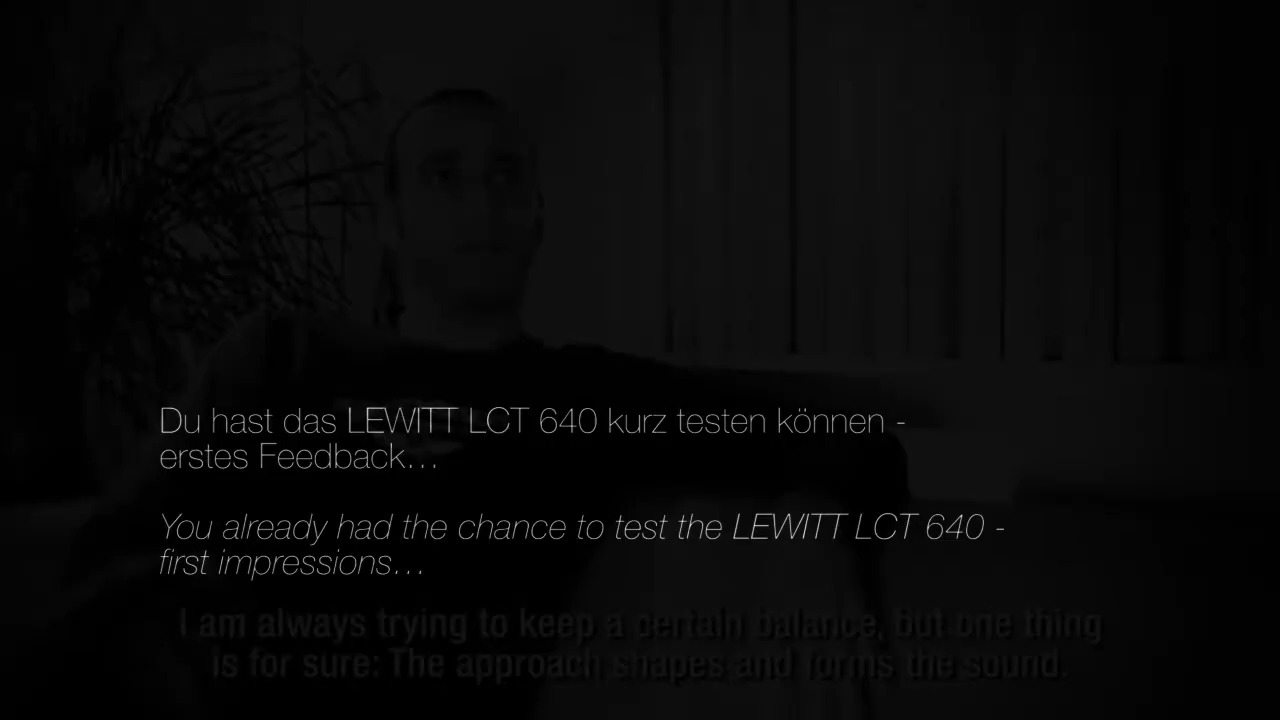 Du hast das LEWITT LCT 640 kurz testen können -
erstes Feedback...
You already had the chance to test the LEWITT LCT 640 -
first impressions...
I am always trying to keep a certain balance, but one thing
is for sure: The approach shapes and forms the sound.